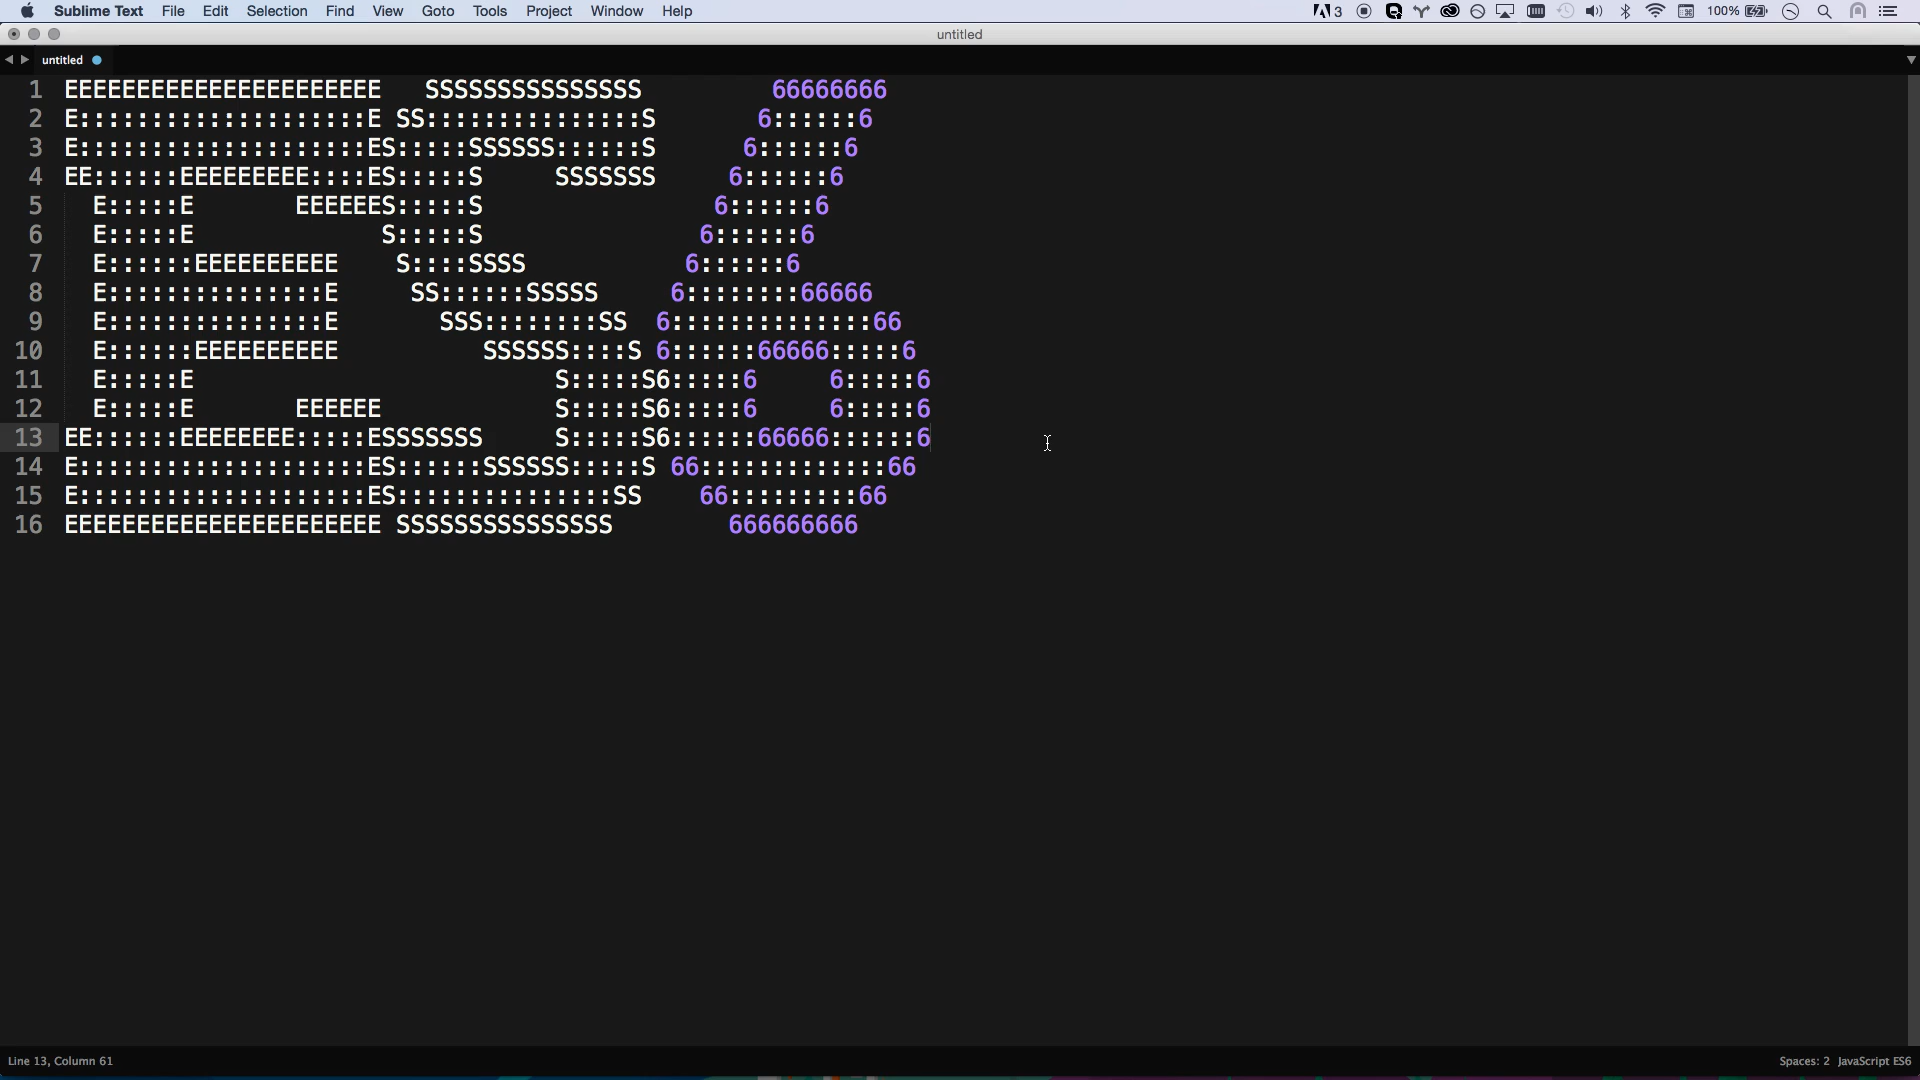 Sublime Text File Edit Selection Find View Goto Tools Project Window Help 3 100%
untitled
untitled
1 EEEEEEEEEEEEEEEEEEEEEE   SSSSSSSSSSSSSSS         66666666
2 E::::::::::::::::::::E SS:::::::::::::::S       6::::::6
3 E::::::::::::::::::::ES:::::SSSSSS::::::S      6::::::6
4 EE::::::EEEEEEEEE::::ES:::::S     SSSSSSS     6::::::6
5   E:::::E       EEEEEES:::::S                6::::::6
6   E:::::E             S:::::S               6::::::6
7   E::::::EEEEEEEEEE    S::::SSSS           6::::::6
8   E:::::::::::::::E     SS::::::SSSSS     6::::::::66666
9   E:::::::::::::::E       SSS::::::::SS  6::::::::::::::66
10   E::::::EEEEEEEEEE          SSSSSS::::S 6::::::66666:::::6
11   E:::::E                         S:::::S6:::::6     6:::::6
12   E:::::E       EEEEEE            S:::::S6:::::6     6:::::6
13 EE::::::EEEEEEEE:::::ESSSSSSS     S:::::S6::::::66666::::::6
14 E::::::::::::::::::::ES::::::SSSSSS:::::S 66:::::::::::::66
15 E::::::::::::::::::::ES:::::::::::::::SS    66:::::::::66
16 EEEEEEEEEEEEEEEEEEEEEE SSSSSSSSSSSSSSS        666666666
Line 13, Column 61 Spaces: 2 JavaScript ES6